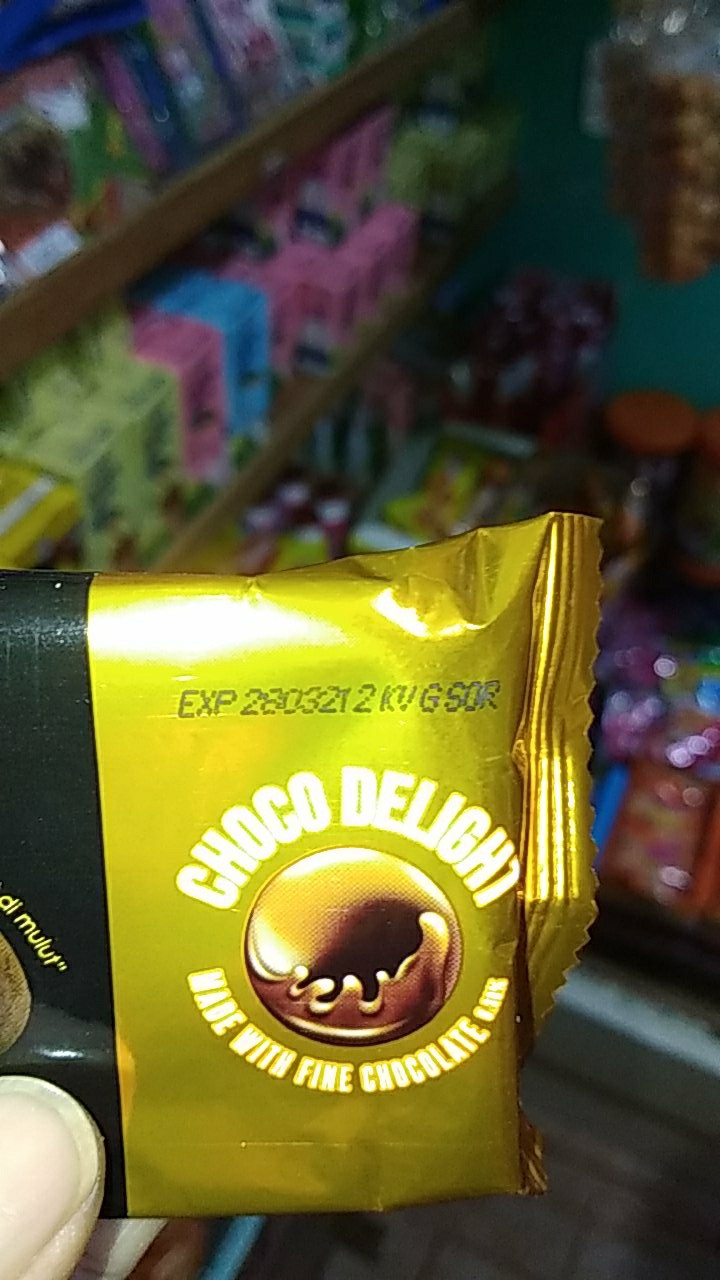 EXP 280321 2 KV G SOR
CHOCO DELIGHT
MADE WITH FINE CHOCOLATE
di mulut"